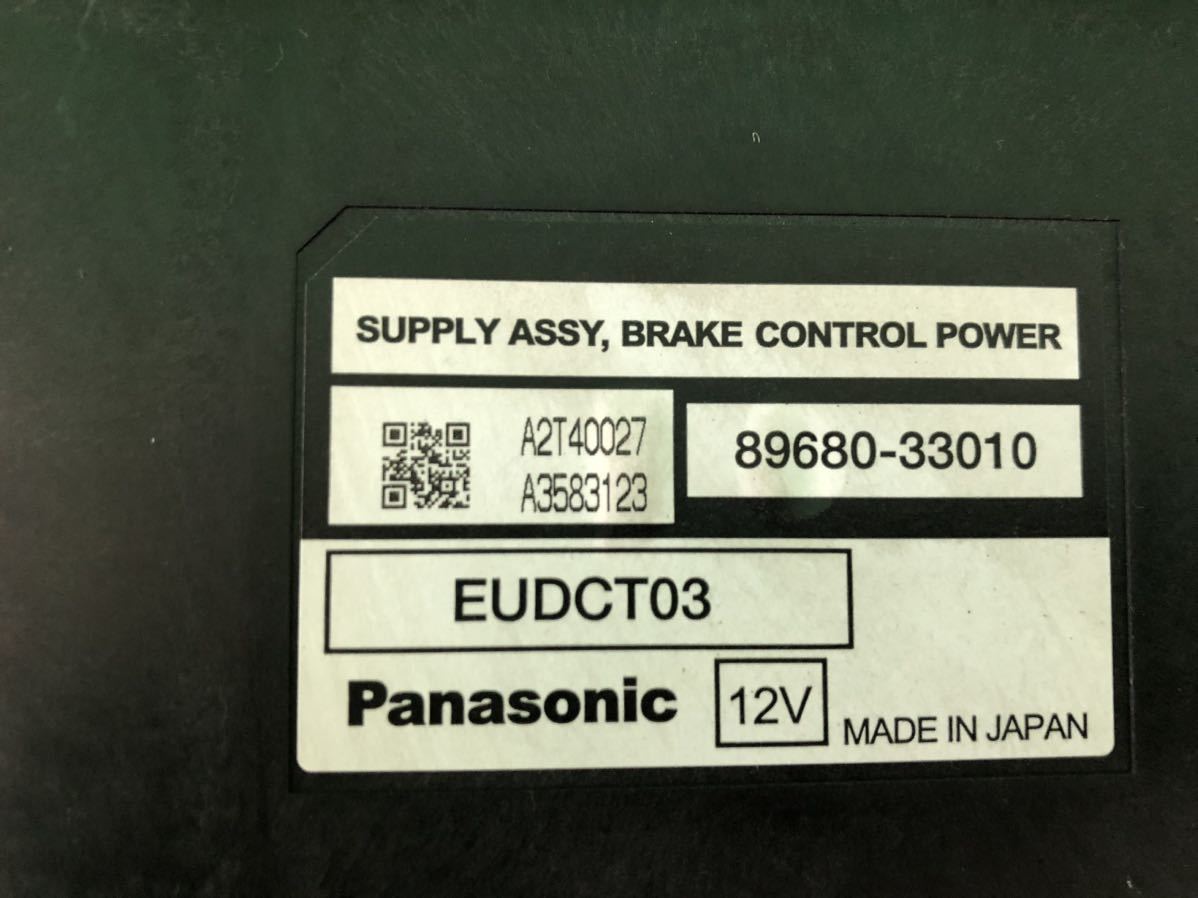 SUPPLY ASSY, BRAKE CONTROL POWER
A2T40027
A3583123
89680-33010
EUDCT03
Panasonic 12V MADE IN JAPAN